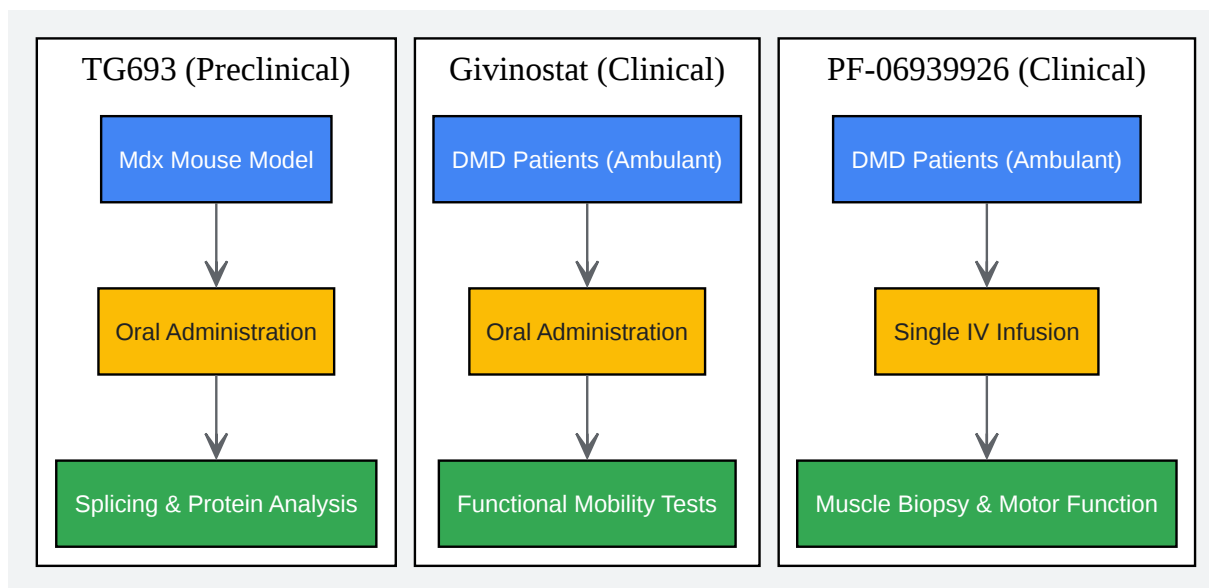 TG693 (Preclinical)
Mdx Mouse Model
Oral Administration
Splicing & Protein Analysis
Givinostat (Clinical)
DMD Patients (Ambulant)
Oral Administration
Functional Mobility Tests
PF-06939926 (Clinical)
DMD Patients (Ambulant)
Single IV Infusion
Muscle Biopsy & Motor Function